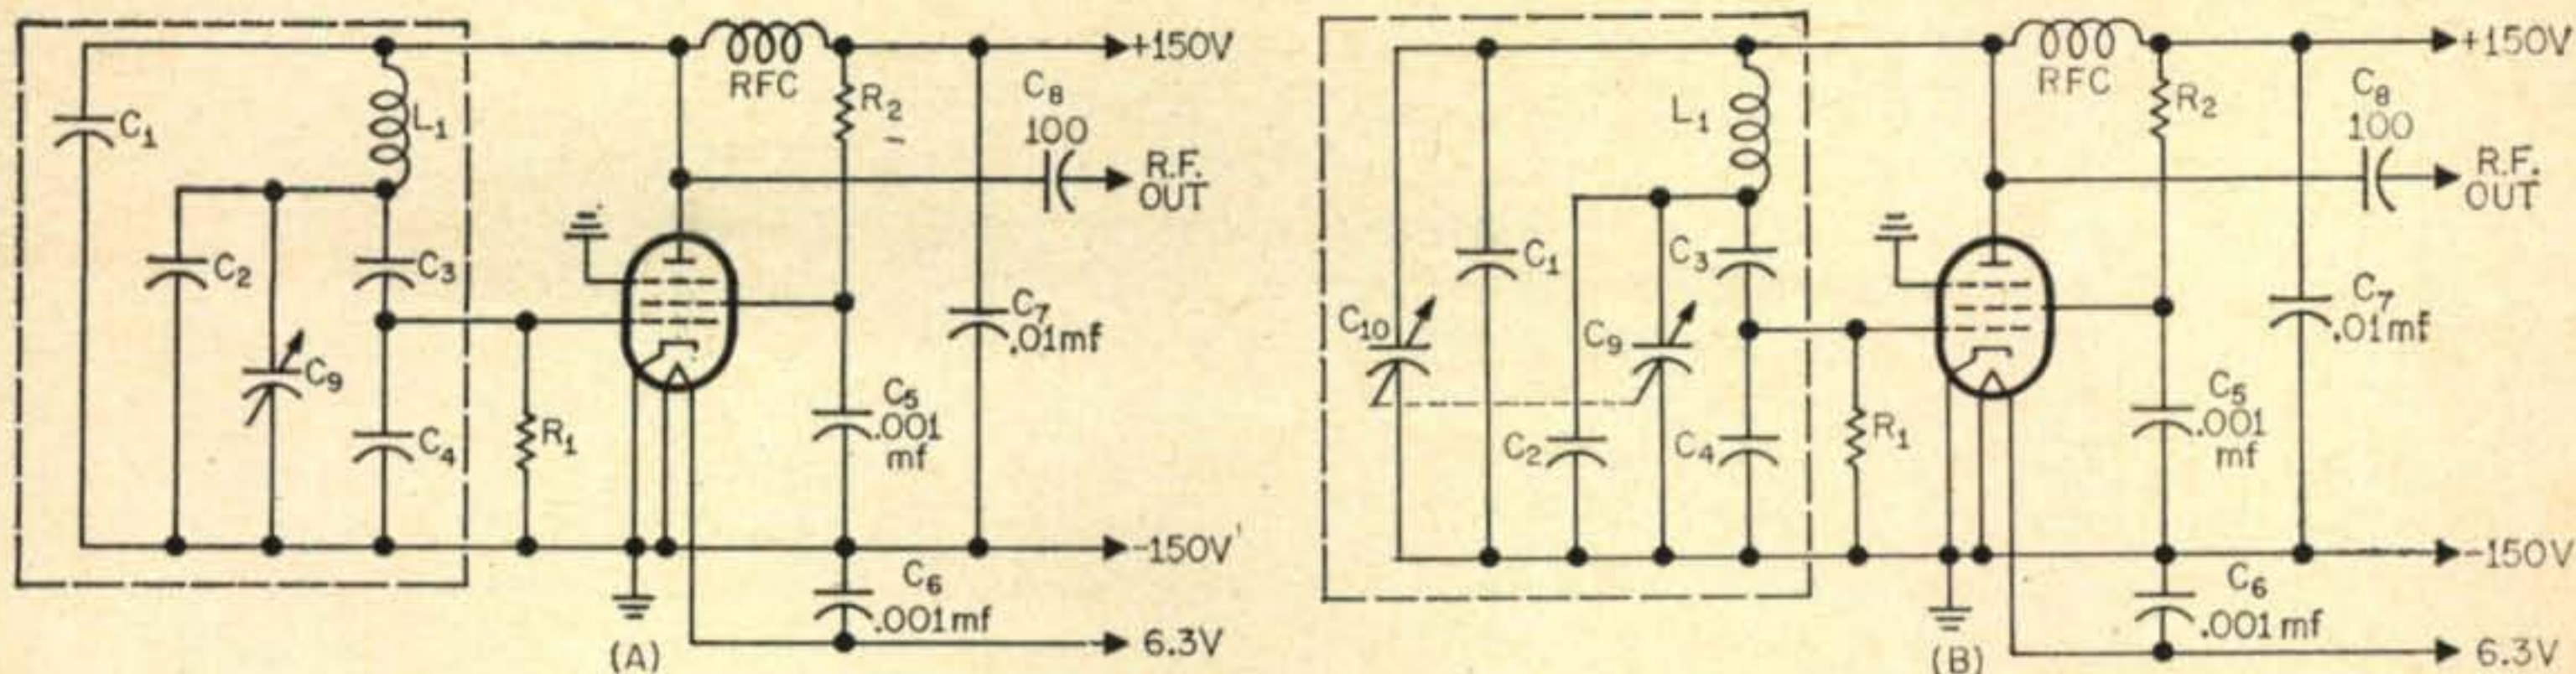 +150V
RFC
C1
L1
R2
C8
100
R.F.
OUT
C2
C3
C9
C7
.01mf
C4
R1
C5
.001
mf
-150V
C6
.001mf
6.3V
(A)
+150V
RFC
L1
R2
C8
100
R.F.
OUT
C1
C3
C10
C9
C7
.01mf
C2
C4
R1
C5
.001
mf
-150V
C6
.001mf
6.3V
(B)